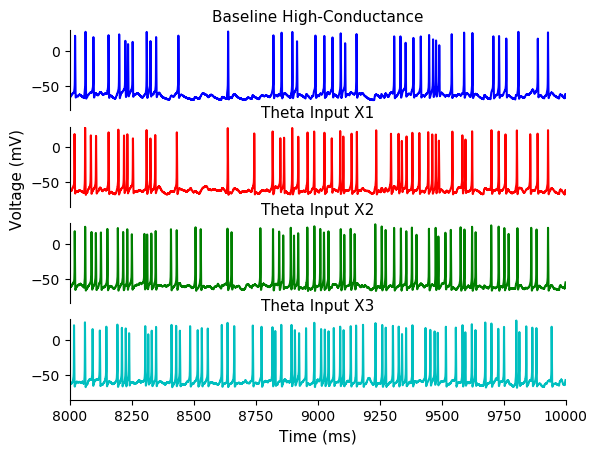 Baseline High-Conductance
0
−50
Theta Input X1
0
−50
Voltage (mV)
Theta Input X2
0
−50
Theta Input X3
0
−50
8000 8250 8500 8750 9000 9250 9500 9750 10000
Time (ms)